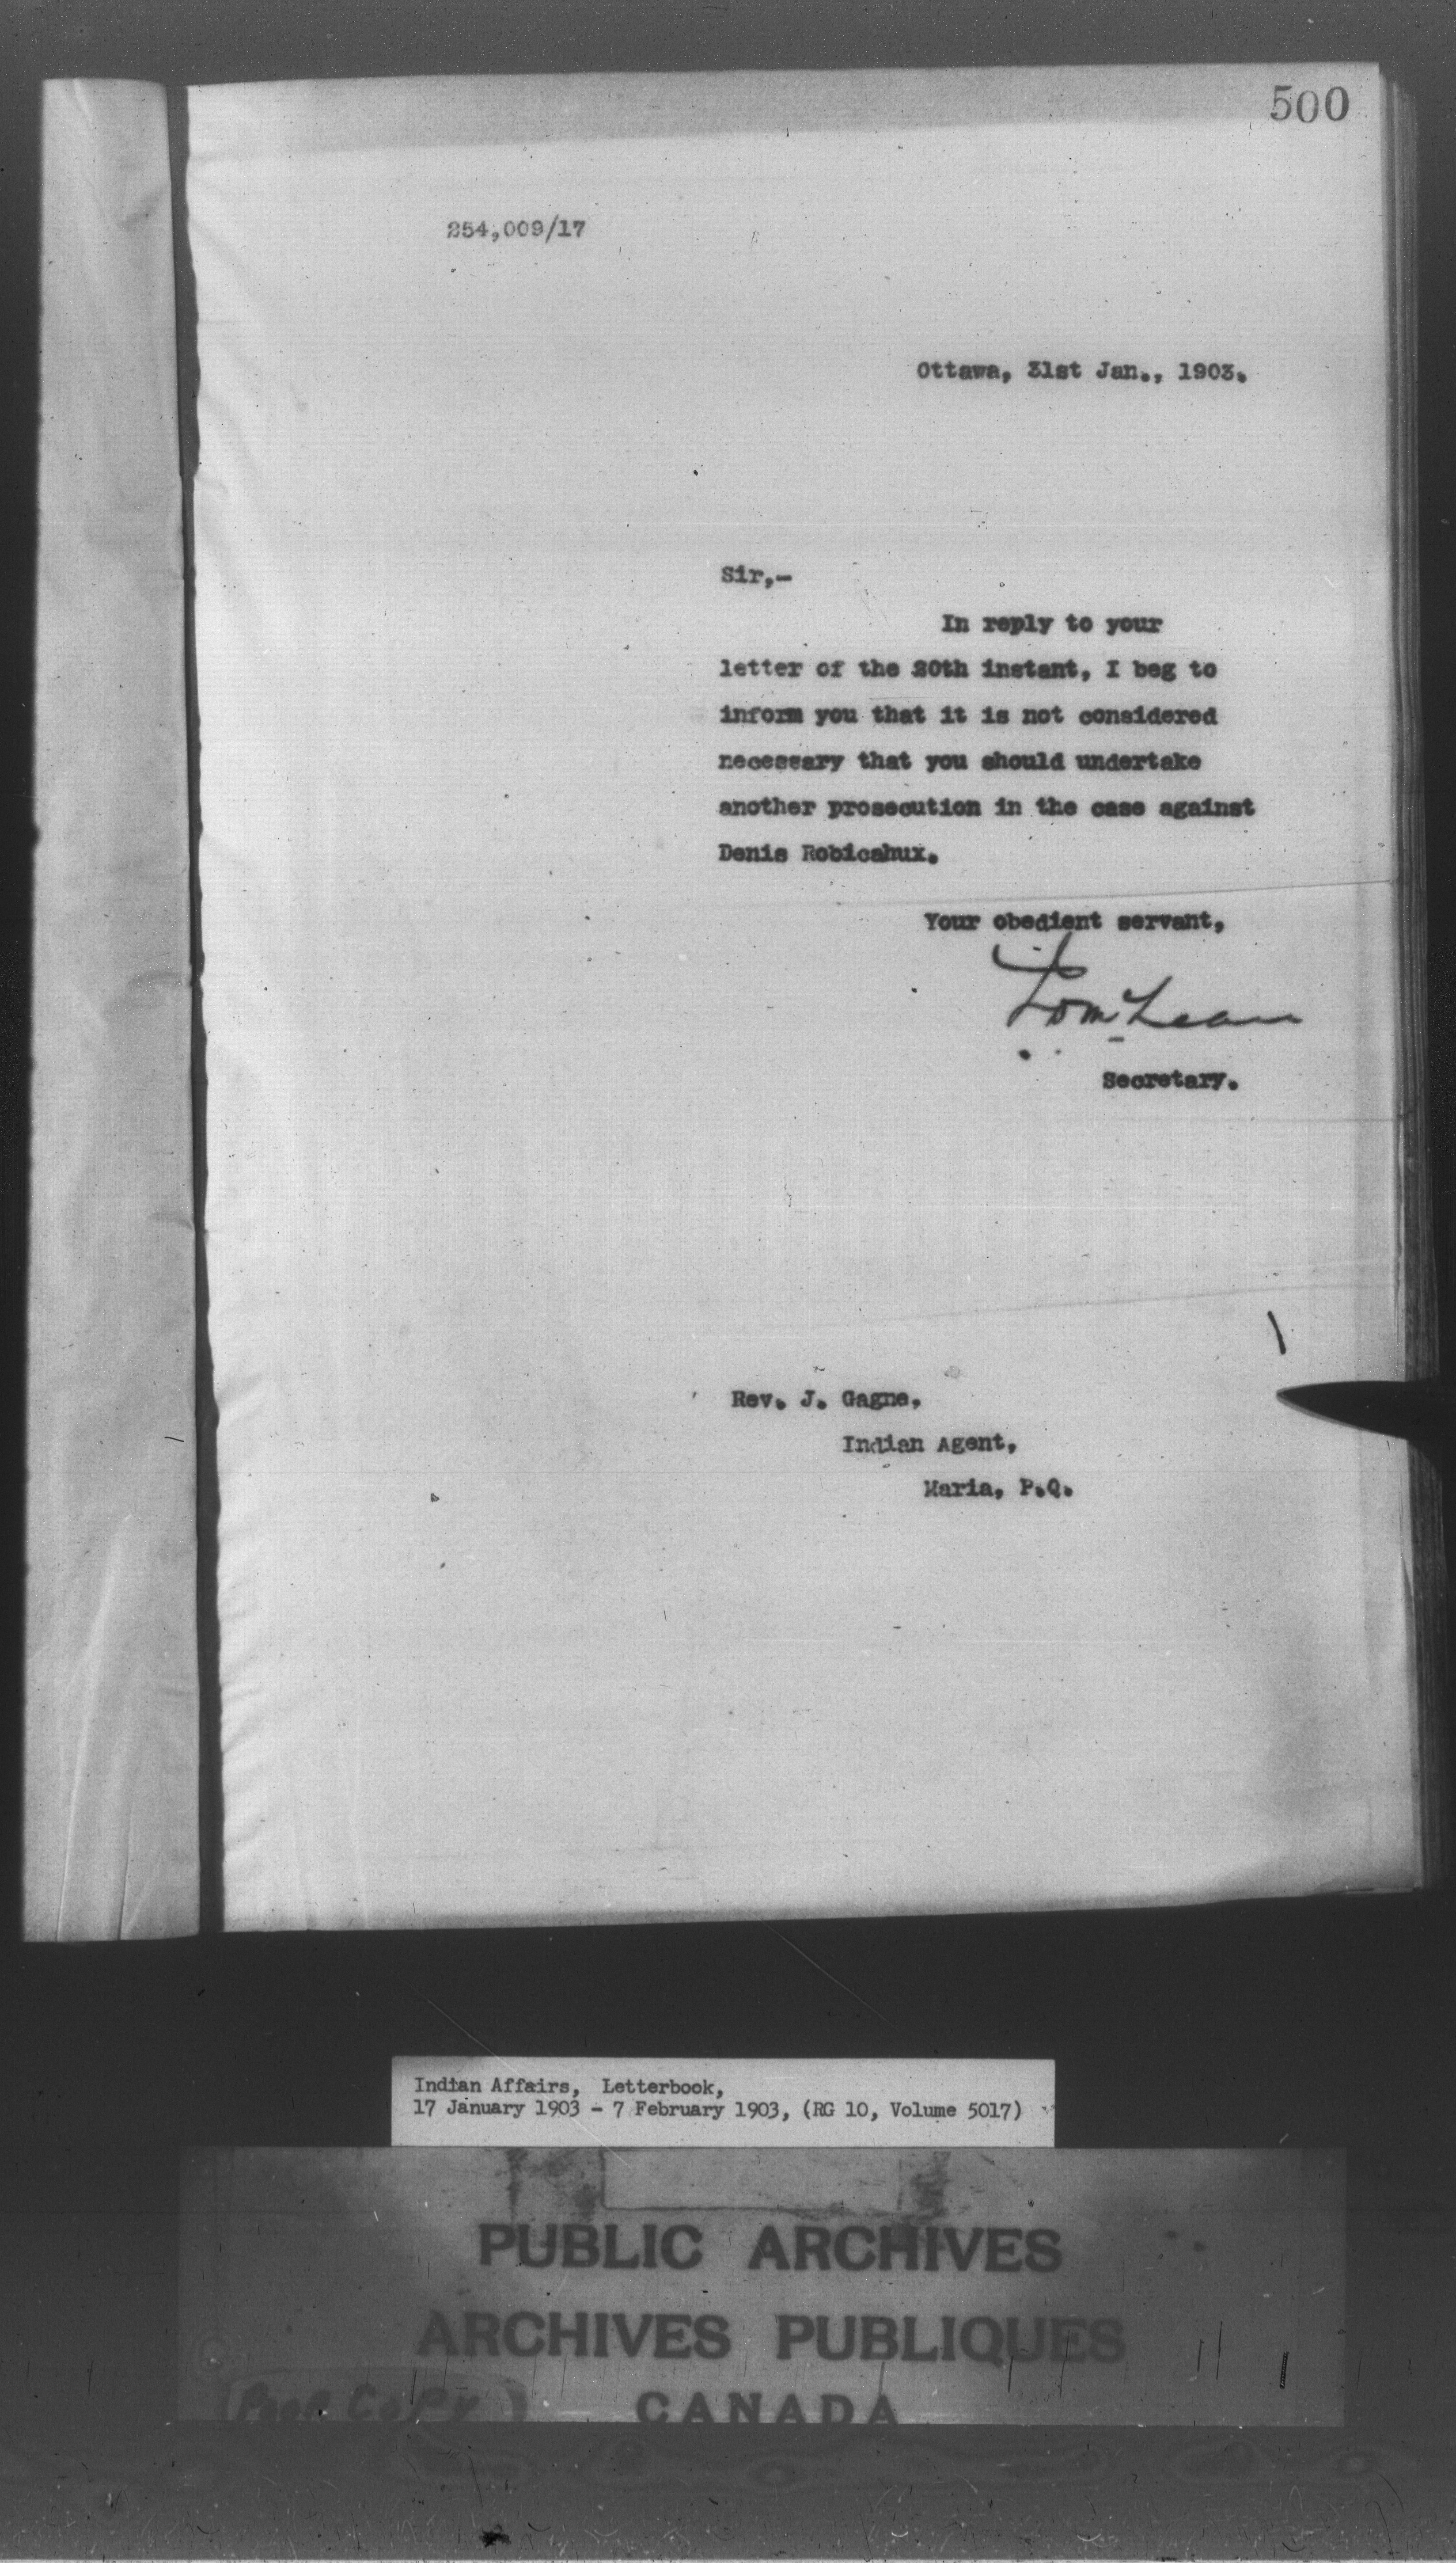 500
254,009/17
Ottawa, 31st Jan., 1903.
Sir,-
In reply to your
letter of the 20th instant, I beg to
inform you that it is not considered
necessary that you should undertake
another prosecution in the case against
Denis Robicahux.
Your obedient servant,
Secretary.
Rev. J. Gagne,
Indian Agent,
Maria, P.Q.
Indian Affairs, Letterbook,
17 January 1903 - 7 February 1903, (RG 10, Volume 5017)
PUBLIC ARCHIVES
ARCHIVES PUBLIQUES
CANADA
(Poor Copy)